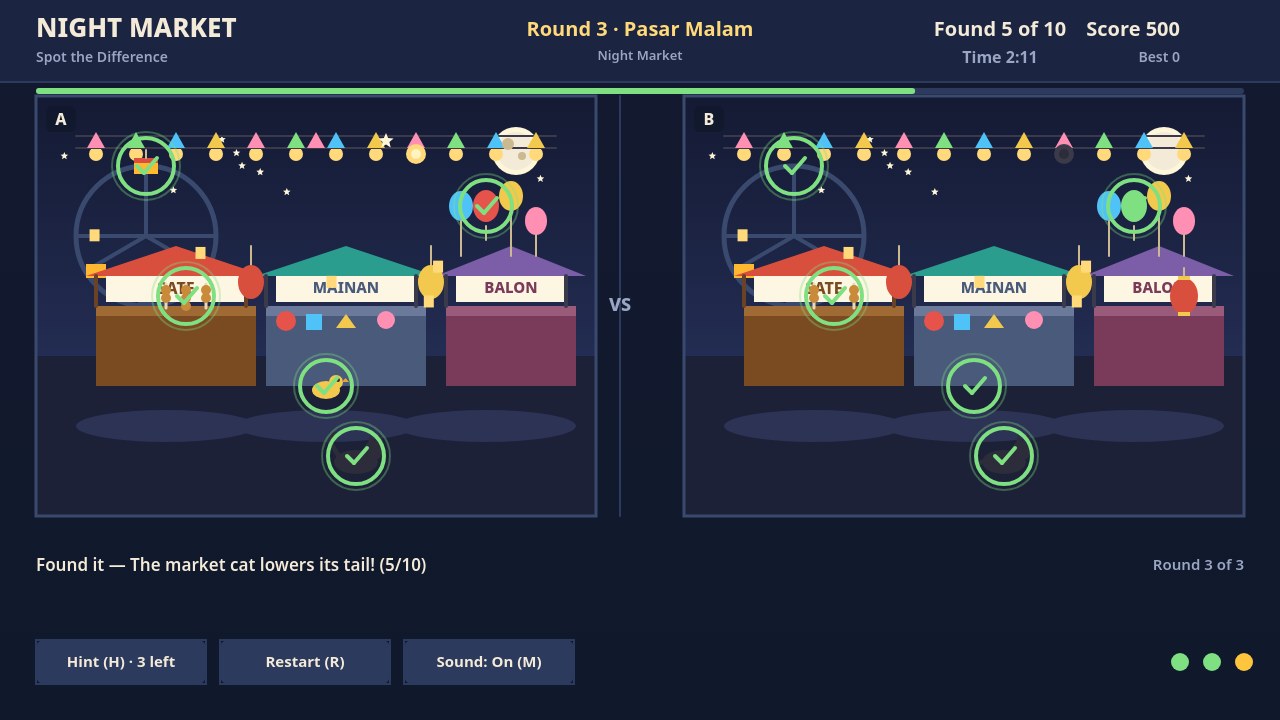 NIGHT MARKET
Spot the Difference
Round 3 · Pasar Malam
Night Market
Found 5 of 10 Score 500
Time 2:11 Best 0
A
B
MAINAN
BALON
VS
MAINAN
Found it — The market cat lowers its tail! (5/10)
Round 3 of 3
Hint (H) · 3 left
Restart (R)
Sound: On (M)